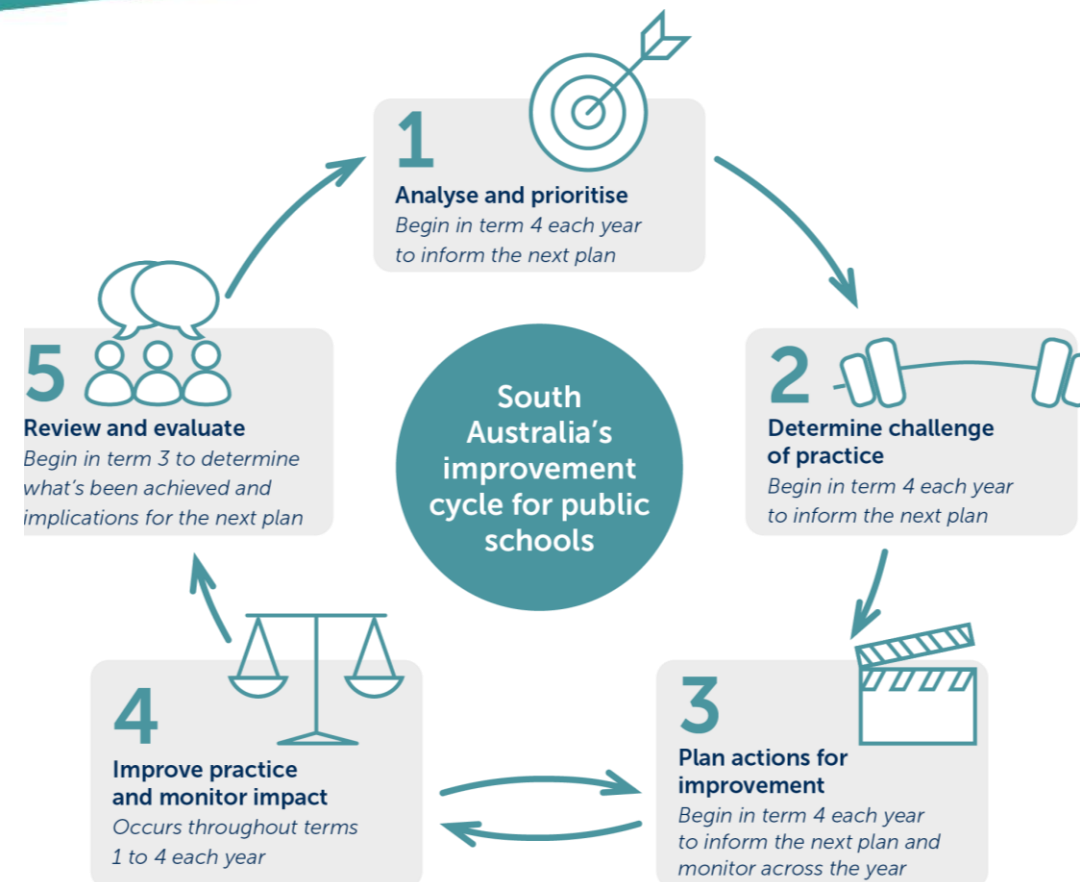 1
Analyse and prioritise
Begin in term 4 each year
to inform the next plan
2
Determine challenge
of practice
Begin in term 4 each year
to inform the next plan
3
Plan actions for
improvement
Begin in term 4 each year
to inform the next plan and
monitor across the year
4
Improve practice
and monitor impact
Occurs throughout terms
1 to 4 each year
5
Review and evaluate
Begin in term 3 to determine
what's been achieved and
implications for the next plan
South
Australia's
improvement
cycle for public
schools